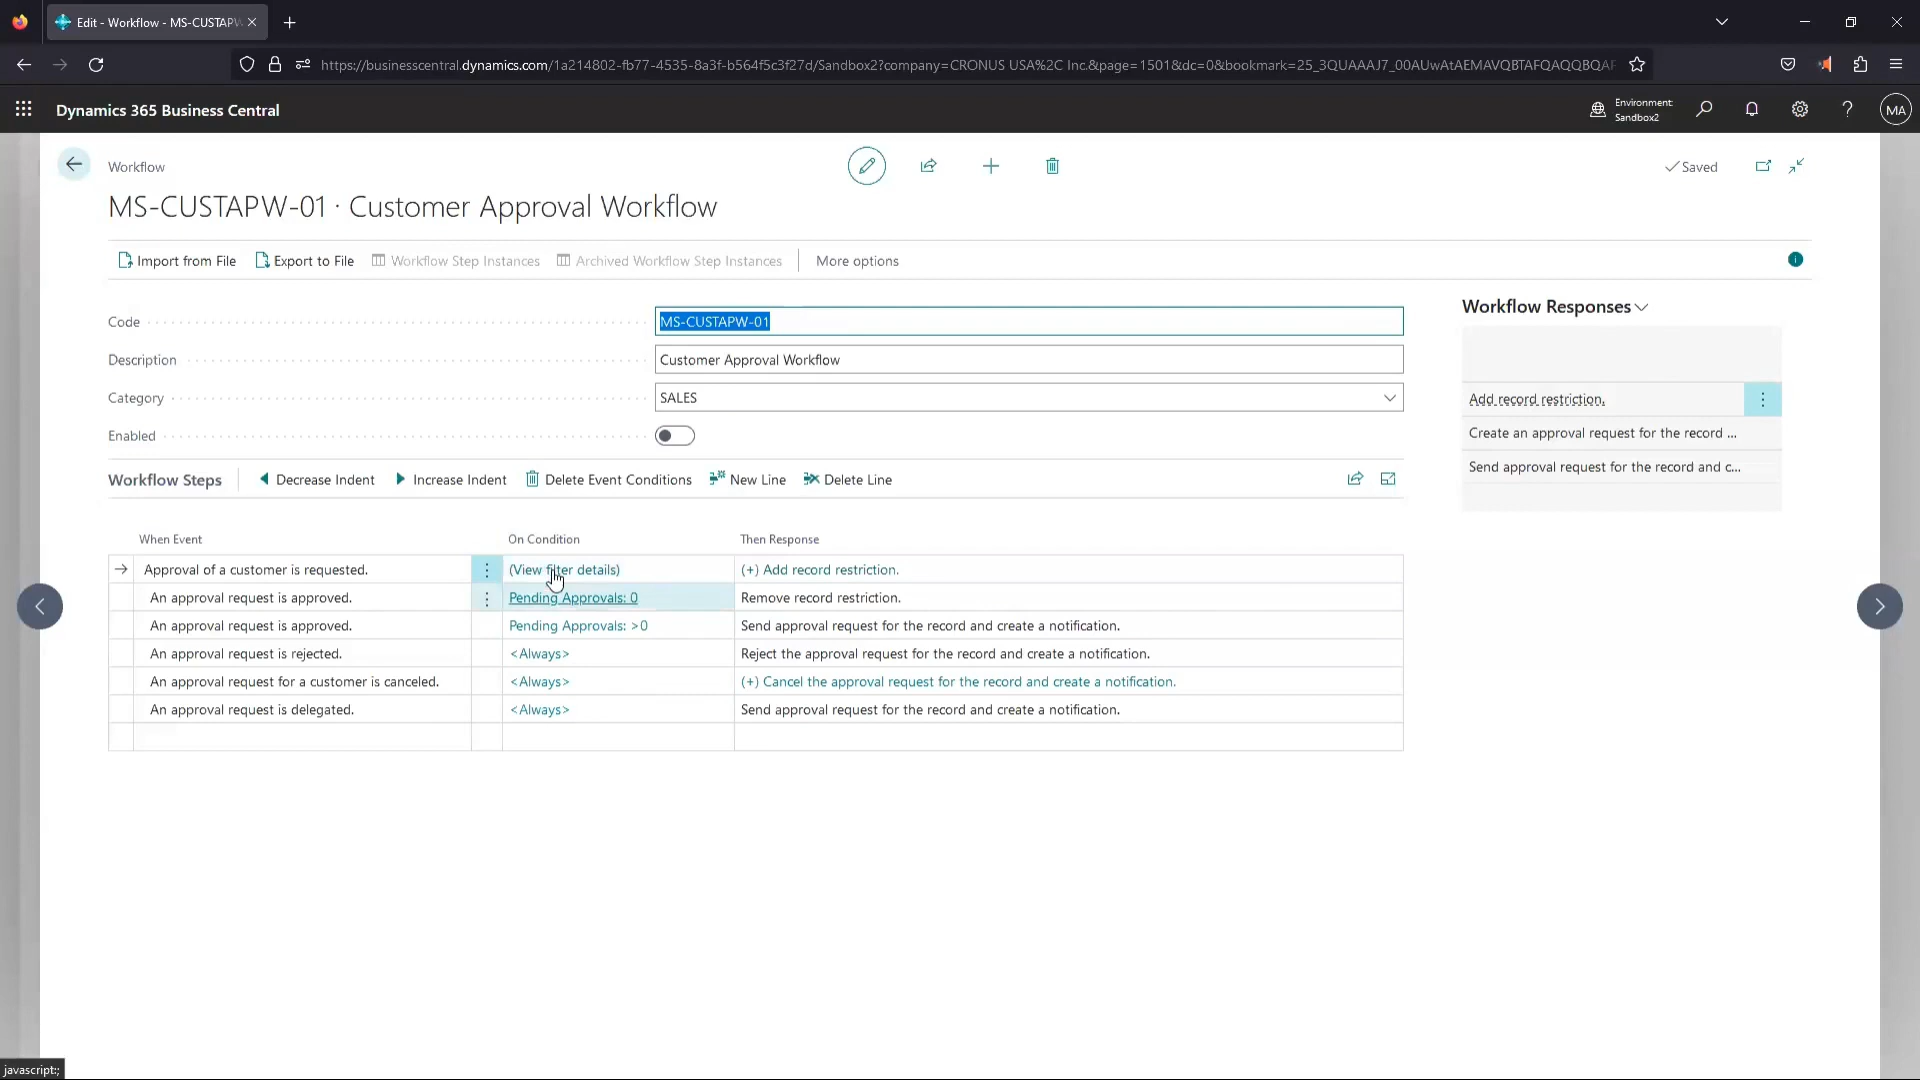 Edit - Workflow - MS-CUSTAPW
https://businesscentral.dynamics.com/1a214802-fb77-4535-8a3f-b564f5c3f27d/Sandbox2?company=CRONUS USA%2C Inc.&page=1501&dc=0&bookmark=25_3QUAAAJ7_00AUwAtAEMAVQBTAFQAQQBQAF
Dynamics 365 Business Central
Environment:
Sandbox2
MA
Workflow
Saved
MS-CUSTAPW-01 · Customer Approval Workflow
Import from File
Export to File
Workflow Step Instances
Archived Workflow Step Instances
More options
Code
MS-CUSTAPW-01
Description
Customer Approval Workflow
Category
SALES
Enabled
Workflow Responses
Add record restriction.
Create an approval request for the record ...
Send approval request for the record and c...
Workflow Steps
Decrease Indent
Increase Indent
Delete Event Conditions
New Line
Delete Line
When Event
On Condition
Then Response
Approval of a customer is requested.
(View filter details)
(+) Add record restriction.
An approval request is approved.
Pending Approvals: 0
Remove record restriction.
An approval request is approved.
Pending Approvals: >0
Send approval request for the record and create a notification.
An approval request is rejected.
<Always>
Reject the approval request for the record and create a notification.
An approval request for a customer is canceled.
<Always>
(+) Cancel the approval request for the record and create a notification.
An approval request is delegated.
<Always>
Send approval request for the record and create a notification.
javascript:;